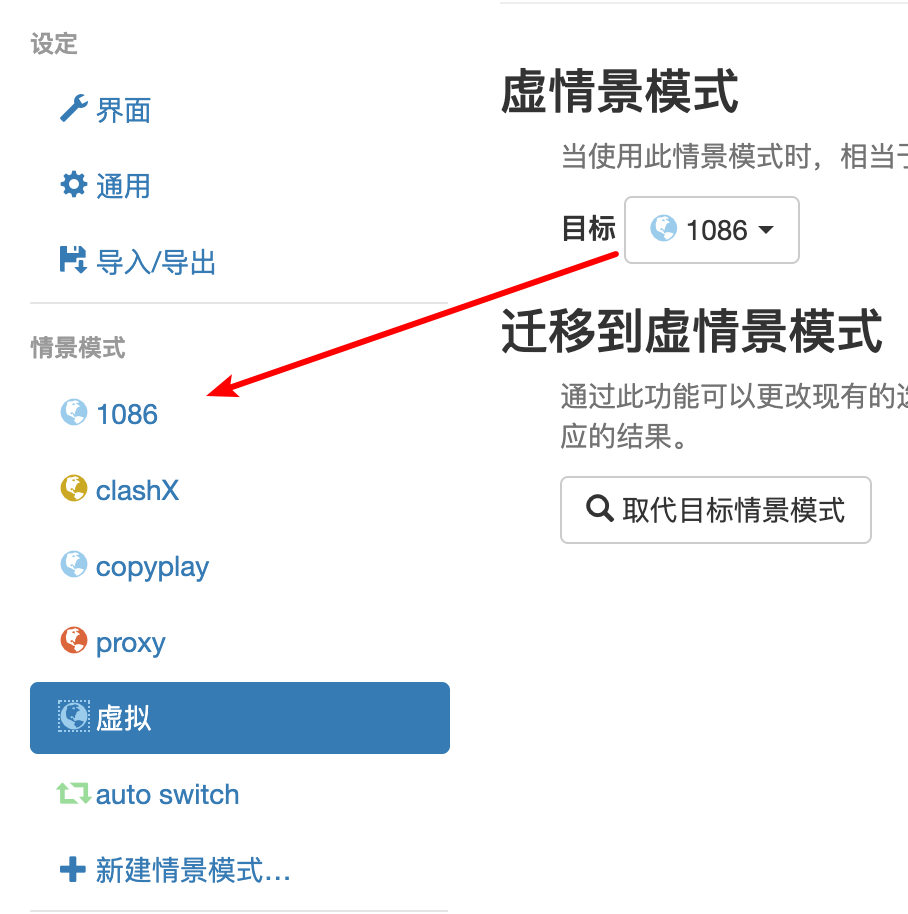 设定
界面
通用
导入/导出
情景模式
1086
clashX
copyplay
proxy
虚拟
auto switch
新建情景模式...
虚情景模式
当使用此情景模式时，相当
目标 1086
迁移到虚情景模式
通过此功能可以更改现有的
应的结果。
取代目标情景模式